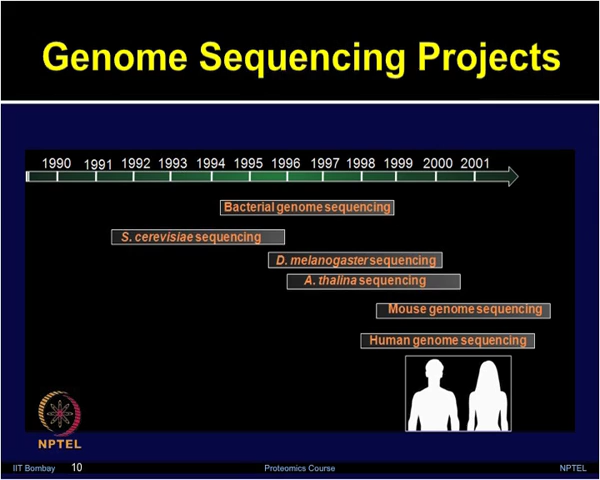 Genome Sequencing Projects
1990 1991 1992 1993 1994 1995 1996 1997 1998 1999 2000 2001
Bacterial genome sequencing
S. cerevisiae sequencing
D. melanogaster sequencing
A. thalina sequencing
Mouse genome sequencing
Human genome sequencing
NPTEL
IIT Bombay 10 Proteomics Course NPTEL